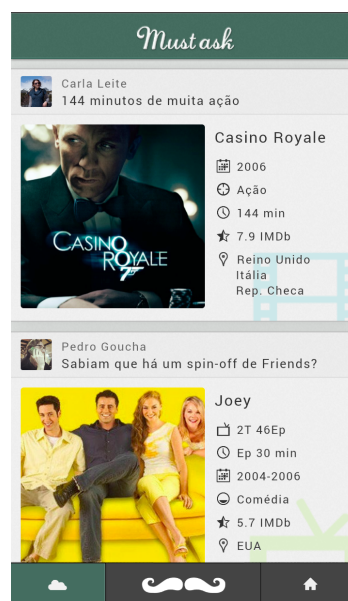 Must ask
Carla Leite
144 minutos de muita ação
Casino Royale
2006
Ação
144 min
7.9 IMDb
Reino Unido
Itália
Rep. Checa
CASINO
ROYALE
007
Pedro Goucha
Sabiam que há um spin-off de Friends?
Joey
2T 46Ep
Ep 30 min
2004-2006
Comédia
5.7 IMDb
EUA